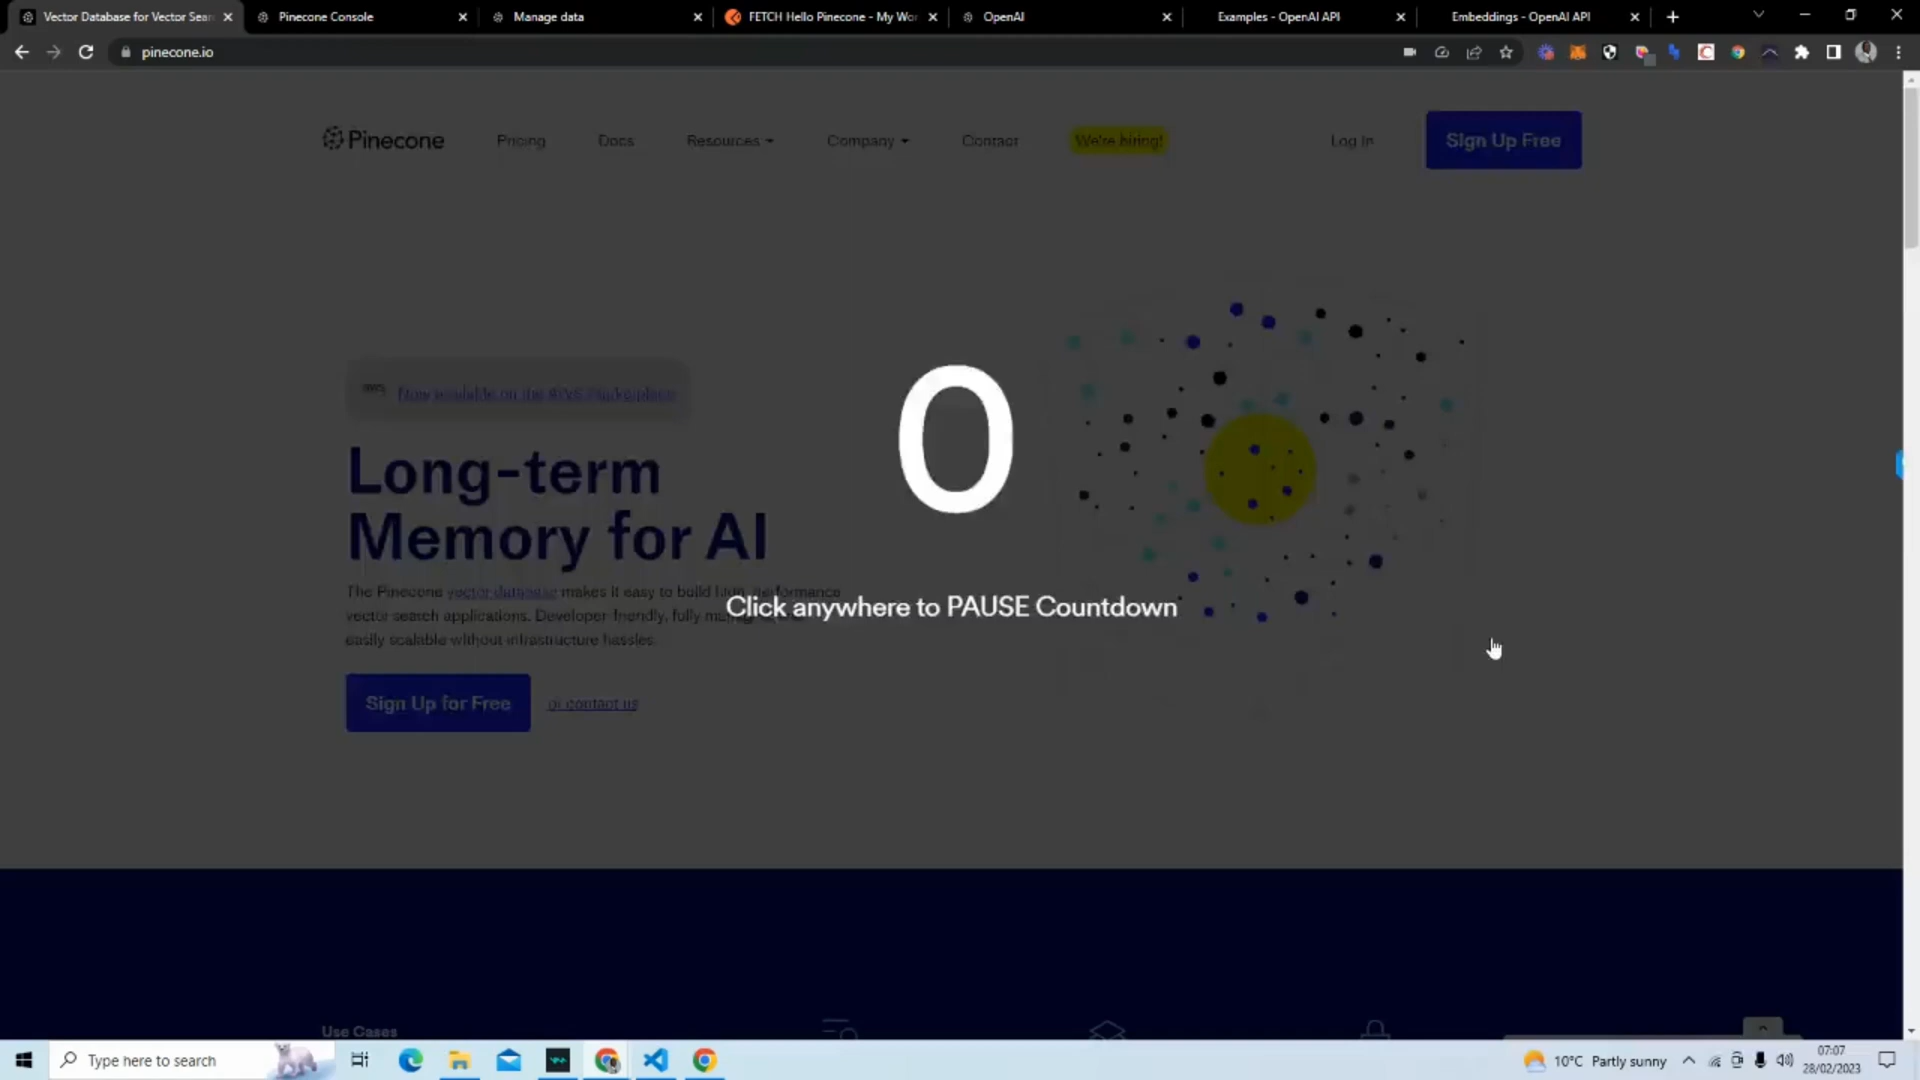 Vector Database for Vector Sear
Pinecone Console
Manage data
FETCH Hello Pinecone - My Wor
OpenAI
Examples - OpenAI API
Embeddings - OpenAI API
pinecone.io
Pinecone
Pricing
Docs
Resources
Company
Contact
We're hiring!
Log In
Sign Up Free
aws
Now available on the AWS Marketplace
Long-term
Memory for AI
0
The Pinecone vector database makes it easy to build high-performance
vector search applications. Developer-friendly, fully
easily scalable without infrastructure hassles.
Click anywhere to PAUSE Countdown
Sign Up for Free
or contact us
Use Cases
Type here to search
10°C Partly sunny
07:07
28/02/2023